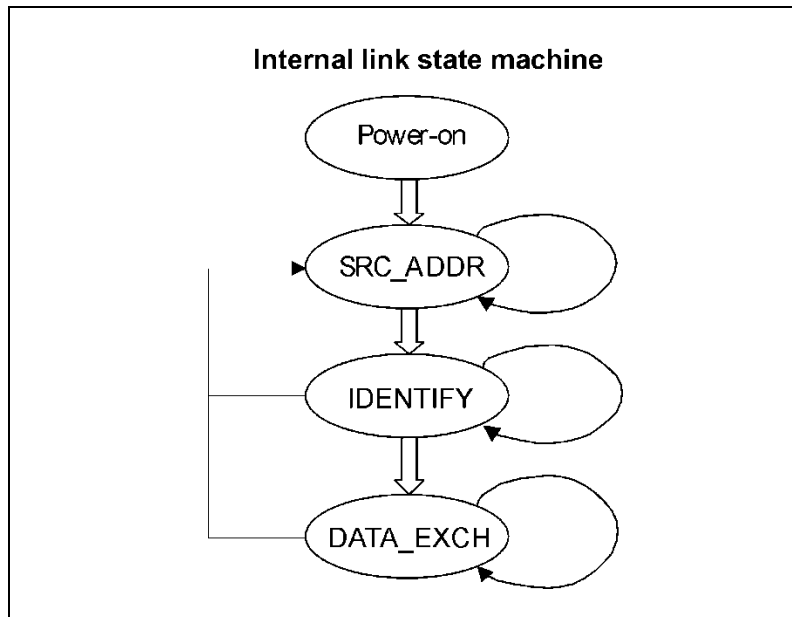 Internal link state machine
Power-on
SRC_ADDR
IDENTIFY
DATA_EXCH